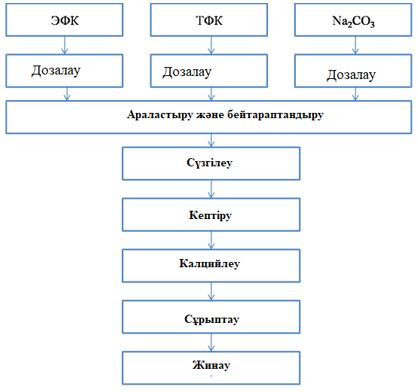 ЭФК
ТФК
Na₂CO₃
Дозалау
Дозалау
Дозалау
Араластыру және бейтараптандыру
Сүзгілеу
Кептіру
Калцийлеу
Сұрыптау
Жинау